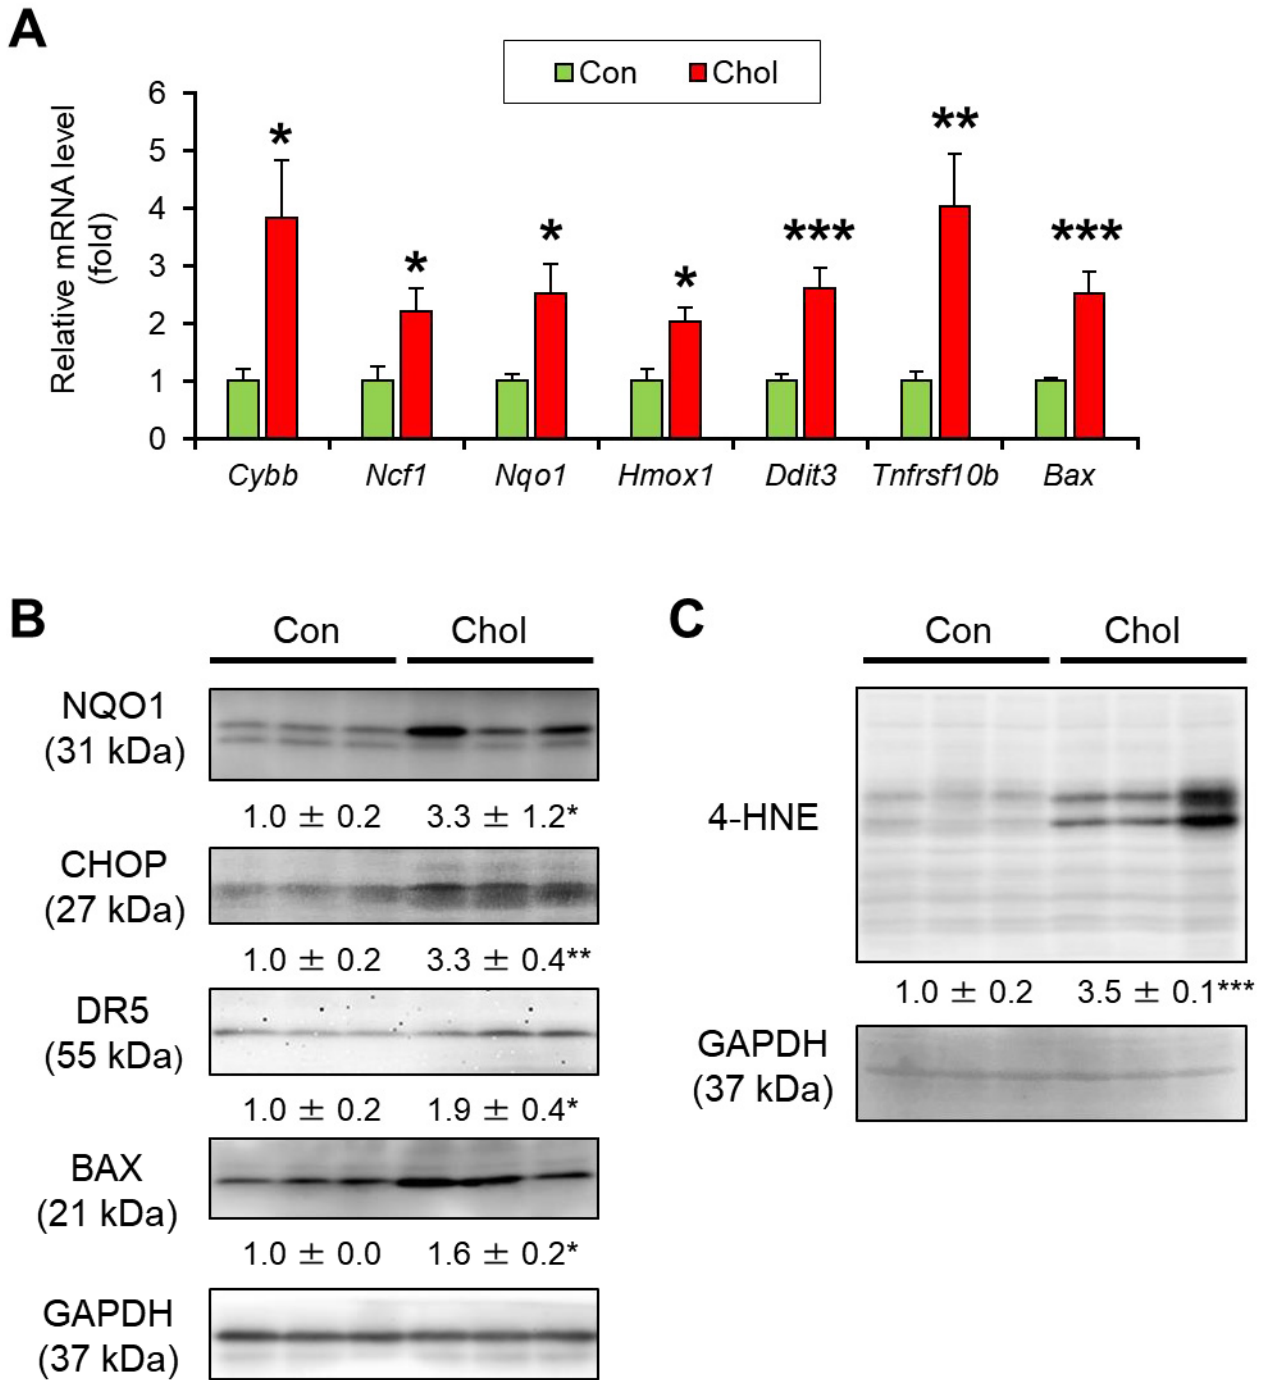 A
Con Chol
Relative mRNA level
(fold)
6
5
4
3
2
1
0
* * * * *** ** ***
Cybb Ncf1 Nqo1 Hmox1 Ddit3 Tnfrsf10b Bax
B
Con Chol
NQO1
(31 kDa)
1.0 ± 0.2 3.3 ± 1.2*
CHOP
(27 kDa)
1.0 ± 0.2 3.3 ± 0.4**
DR5
(55 kDa)
1.0 ± 0.2 1.9 ± 0.4*
BAX
(21 kDa)
1.0 ± 0.0 1.6 ± 0.2*
GAPDH
(37 kDa)
C
Con Chol
4-HNE
1.0 ± 0.2 3.5 ± 0.1***
GAPDH
(37 kDa)